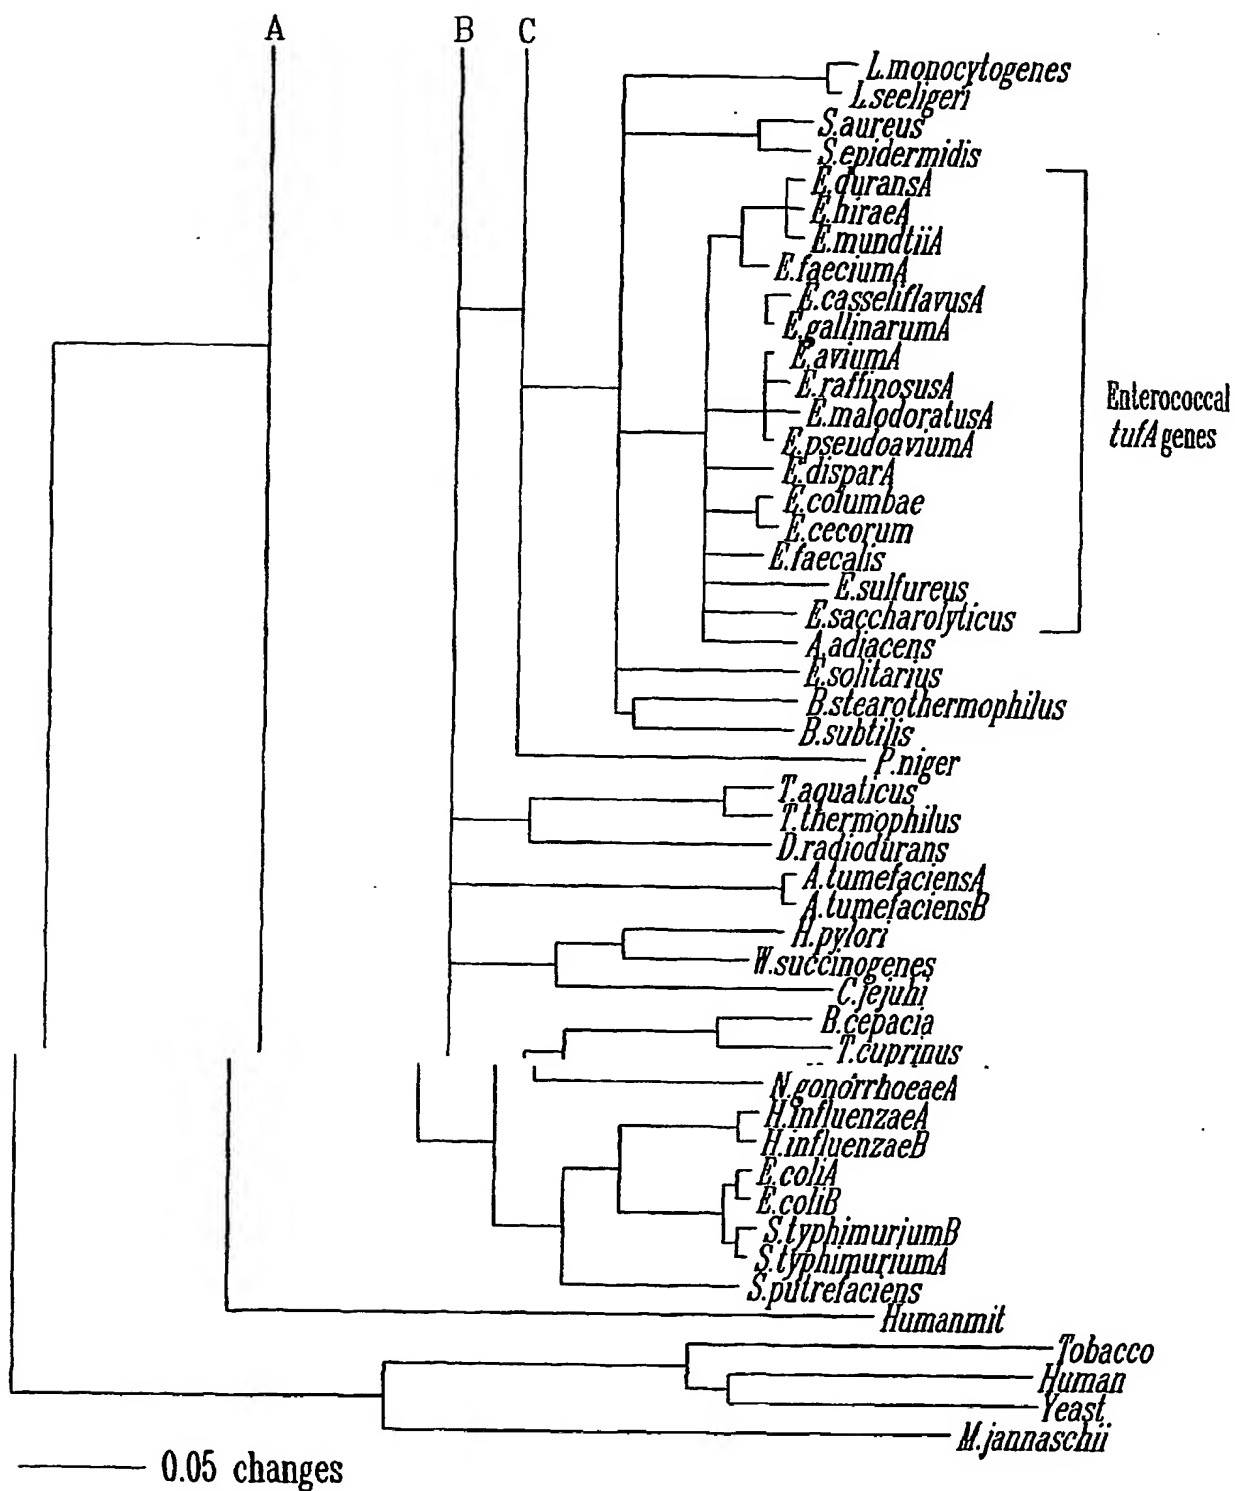 A B C
L.monocytogenes
L.seeligeri
S.aureus
S.epidermidis
E.duransA
E.hiraeA
E.mundtiiA
E.faeciumA
E.casseliflavusA
E.gallinarumA
E.aviumA
E.raffinosusA
E.malodoratusA
E.pseudoaviumA
E.disparA
E.columbae
E.cecorum
E.faecalis
E.sulfureus
E.saccharolyticus
Enterococcal
tufA genes
A.adiacens
E.solitarius
B.stearothermophilus
B.subtilis
P.niger
T.aquaticus
T.thermophilus
D.radiodurans
A.tumefaciensA
A.tumefaciensB
H.pylori
W.succinogenes
C.jejuhi
B.cepacia
T.cuprinus
N.gonorrhoeaeA
H.influenzaeA
H.influenzaeB
E.coliA
E.coliB
S.typhimuriumB
S.typhimuriumA
S.putrefaciens
Humanmit
Tobacco
Human
Yeast
M.jannaschii
0.05 changes